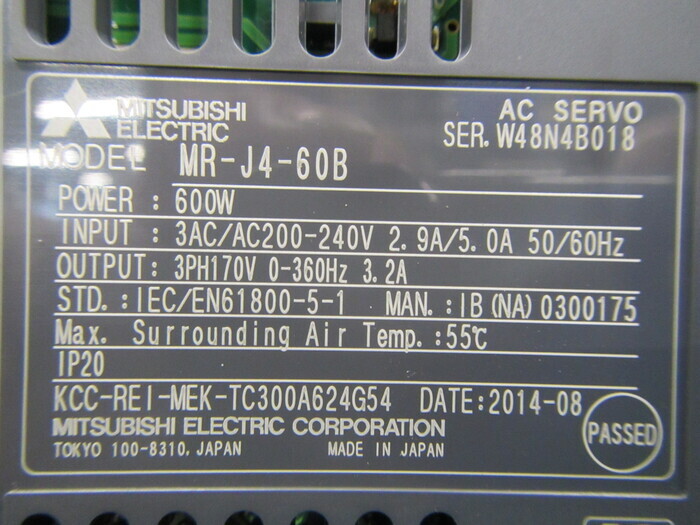 MITSUBISHI
ELECTRIC
AC SERVO
SER. W48N4B018
MODEL MR-J4-60B
POWER : 600W
INPUT : 3AC/AC200-240V 2.9A/5.0A 50/60Hz
OUTPUT: 3PH170V 0-360Hz 3.2A
STD. : IEC/EN61800-5-1 MAN. : IB(NA)0300175
Max. Surrounding Air Temp. :55℃
IP20
KCC-REI-MEK-TC300A624G54 DATE:2014-08
MITSUBISHI ELECTRIC CORPORATION
TOKYO 100-8310, JAPAN MADE IN JAPAN
PASSED